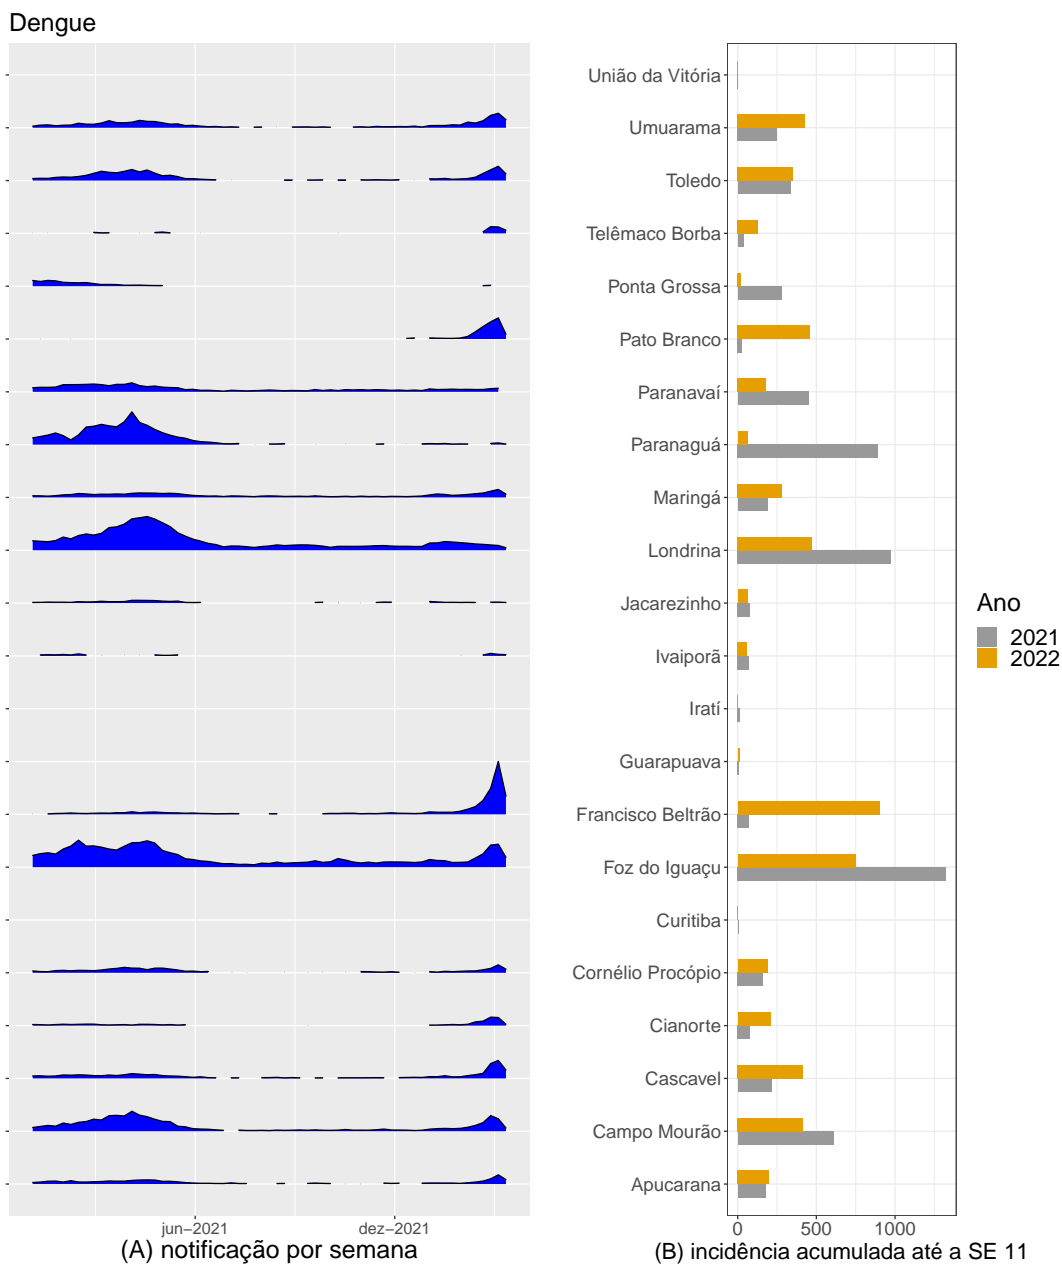 Dengue
União da Vitória
Umuarama
Toledo
Telêmaco Borba
Ponta Grossa
Pato Branco
Paranavaí
Paranaguá
Maringá
Londrina
Jacarezinho
Ivaiporã
Iratí
Guarapuava
Francisco Beltrão
Foz do Iguaçu
Curitiba
Cornélio Procópio
Cianorte
Cascavel
Campo Mourão
Apucarana
jun−2021 dez−2021
(A) notificação por semana
0 500 1000
(B) incidência acumulada até a SE 11
Ano
2021
2022